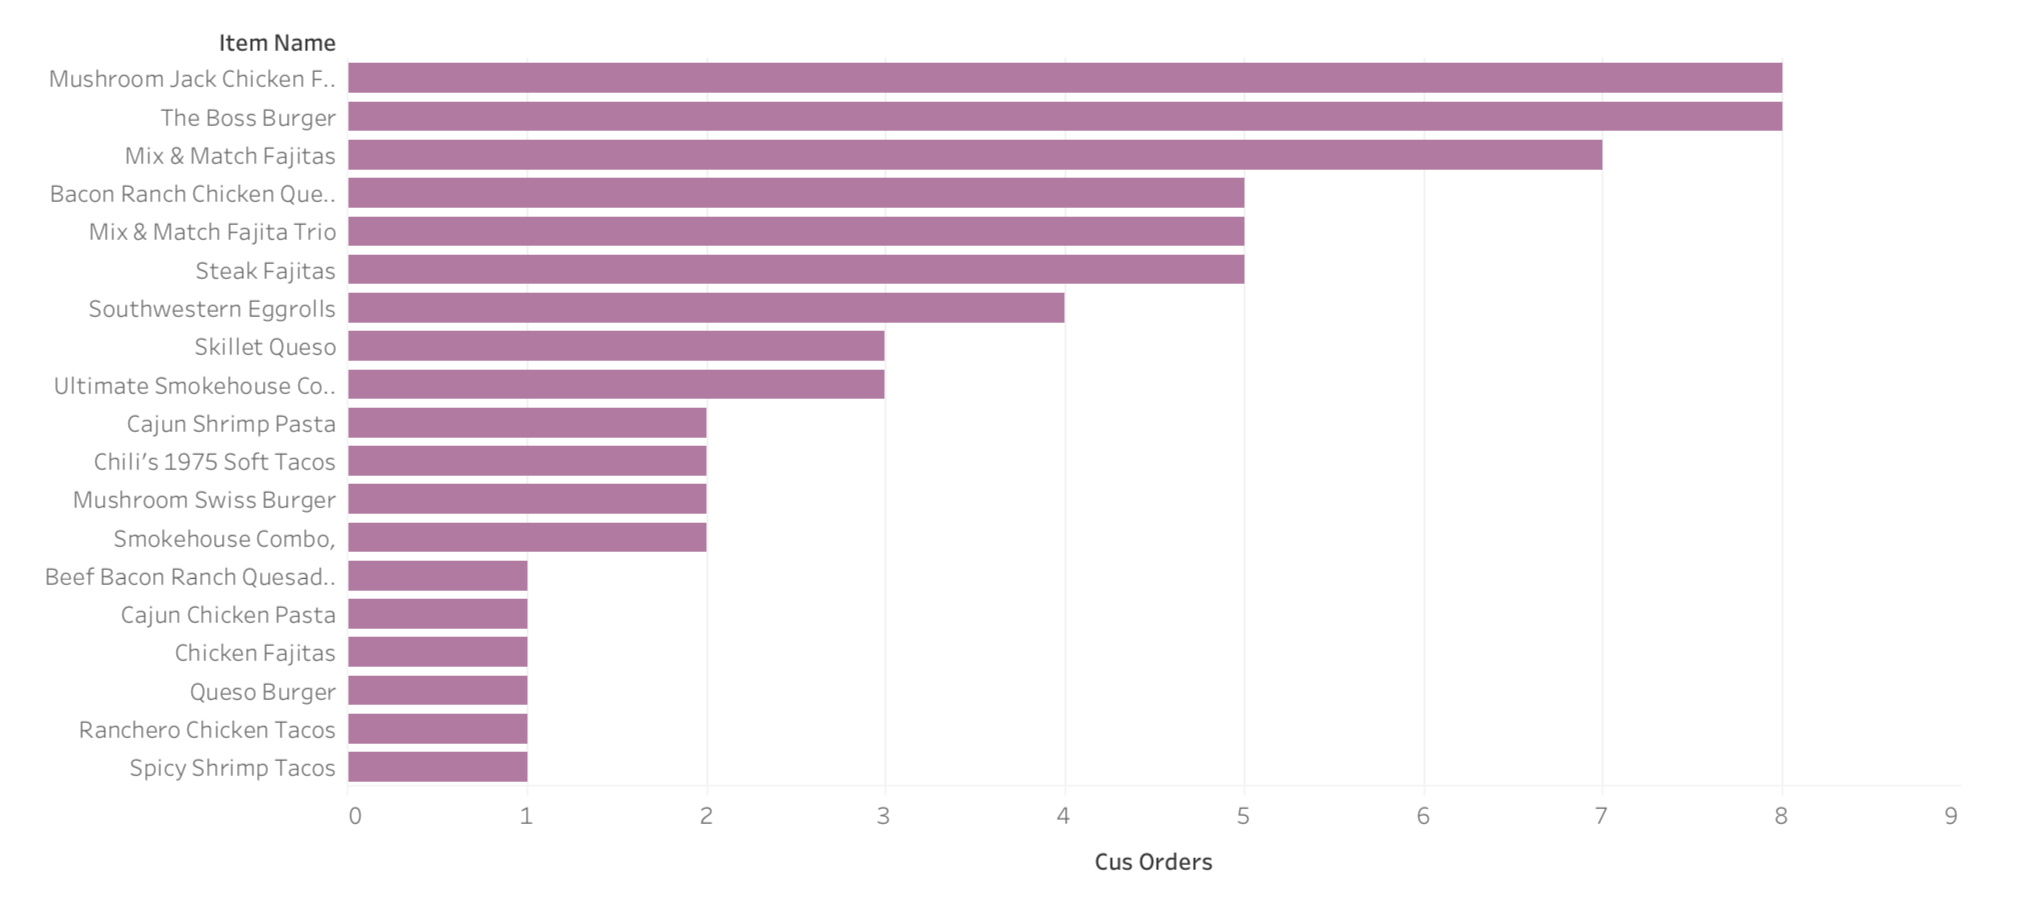 Item Name
Mushroom Jack Chicken F..
The Boss Burger
Mix & Match Fajitas
Bacon Ranch Chicken Que..
Mix & Match Fajita Trio
Steak Fajitas
Southwestern Eggrolls
Skillet Queso
Ultimate Smokehouse Co..
Cajun Shrimp Pasta
Chili’s 1975 Soft Tacos
Mushroom Swiss Burger
Smokehouse Combo,
Beef Bacon Ranch Quesad..
Cajun Chicken Pasta
Chicken Fajitas
Queso Burger
Ranchero Chicken Tacos
Spicy Shrimp Tacos
0 1 2 3 4 5 6 7 8 9
Cus Orders